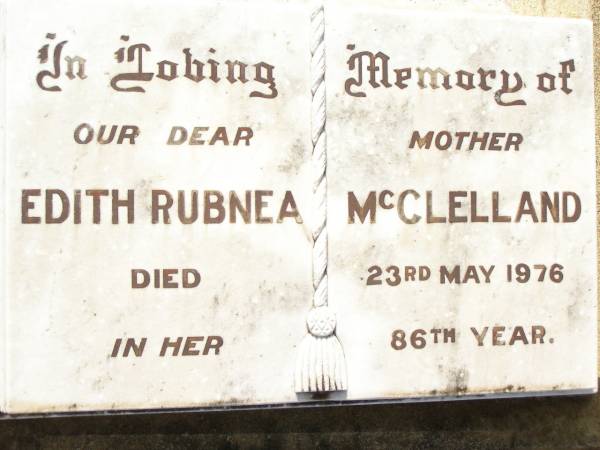 In Loving Memory of
OUR DEAR MOTHER
EDITH RUBNEA McCLELLAND
DIED 23RD MAY 1976
IN HER 86TH YEAR.